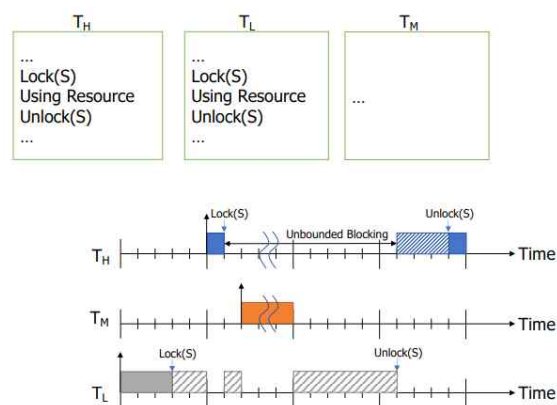 T_H
T_L
T_M
...
Lock(S)
Using Resource
Unlock(S)
...
...
Lock(S)
Using Resource
Unlock(S)
...
...
Lock(S)
Unbounded Blocking
Unlock(S)
T_H
Time
T_M
Time
Lock(S)
Unlock(S)
T_L
Time